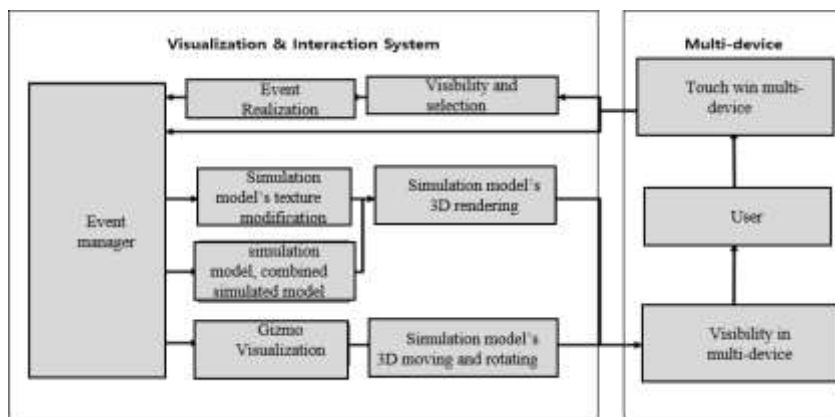 Visualization & Interaction System
Multi-device
Event
Realization
Visibility and
selection
Touch win multi-
device
Simulation
model´s texture
modification
Simulation model´s
3D rendering
Event
manager
User
simulation
model, combined
simulated model
Gizmo
Visualization
Simulation model´s
3D moving and rotating
Visibility in
multi-device